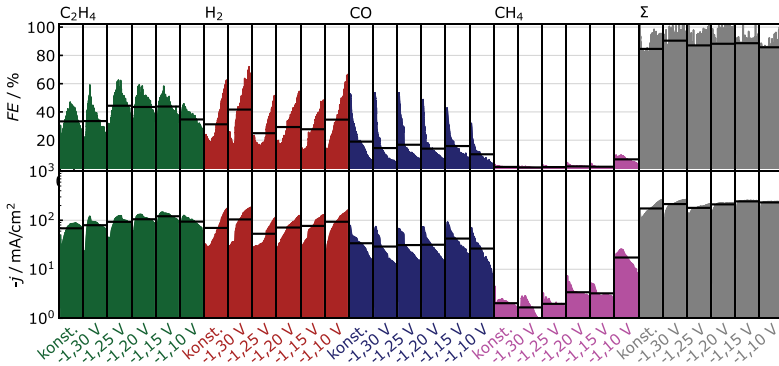 C₂H₄ H₂ CO CH₄ Σ
100
80
60
40
20
FE / %
10³
10²
10¹
10⁰
-j / mA/cm²
konst. -1,30 V -1,25 V -1,20 V -1,15 V -1,10 V konst. -1,30 V -1,25 V -1,20 V -1,15 V -1,10 V konst. -1,30 V -1,25 V -1,20 V -1,15 V -1,10 V konst. -1,30 V -1,25 V -1,20 V -1,15 V -1,10 V konst. -1,30 V -1,25 V -1,20 V -1,15 V -1,10 V